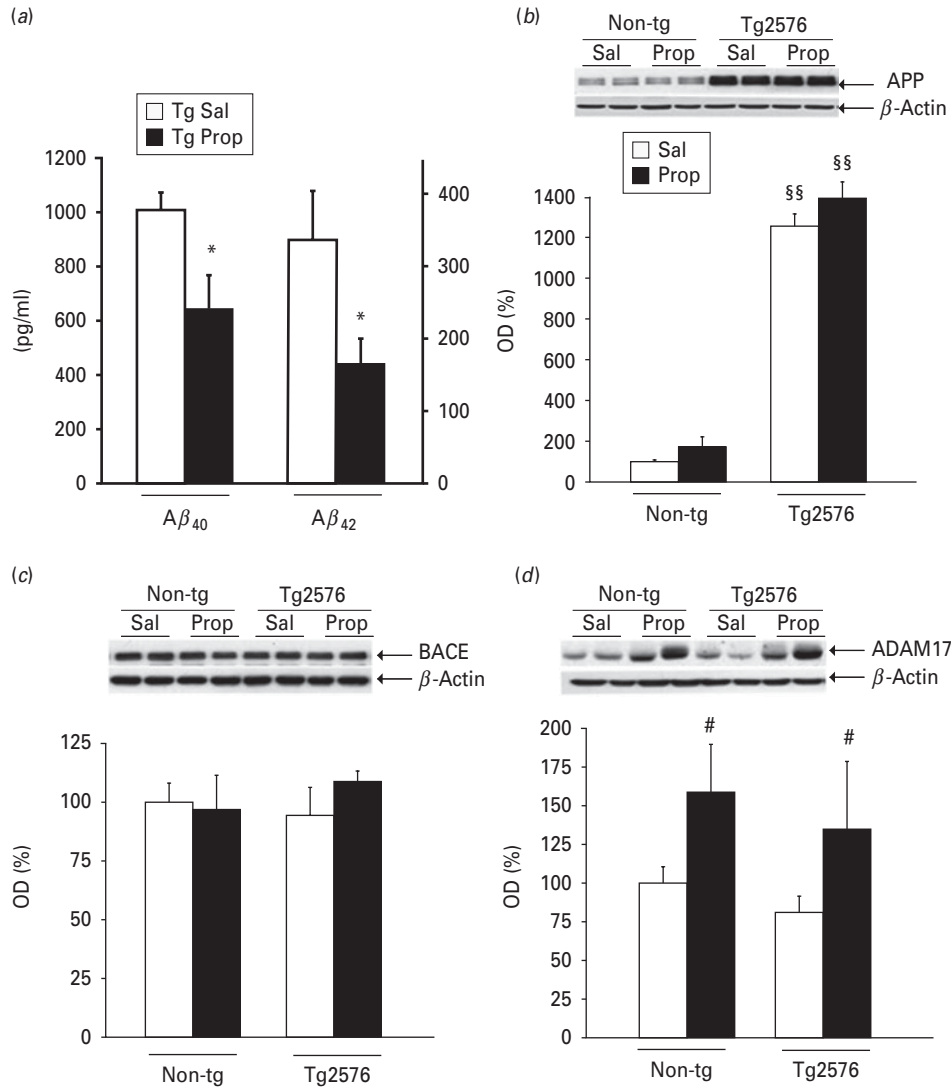 (a)
Tg Sal
Tg Prop
1200
1000
800
600
400
200
0
(pg/ml)
400
300
200
100
0
*
*
Aβ40
Aβ42
(b)
Non-tg Tg2576
Sal Prop Sal Prop
APP
β-Actin
Sal
Prop
1400
1200
1000
800
600
400
200
0
OD (%)
§§
§§
Non-tg
Tg2576
(c)
Non-tg Tg2576
Sal Prop Sal Prop
BACE
β-Actin
125
100
75
50
25
0
OD (%)
Non-tg
Tg2576
(d)
Non-tg Tg2576
Sal Prop Sal Prop
ADAM17
β-Actin
200
175
150
125
100
75
50
25
0
OD (%)
#
#
Non-tg
Tg2576